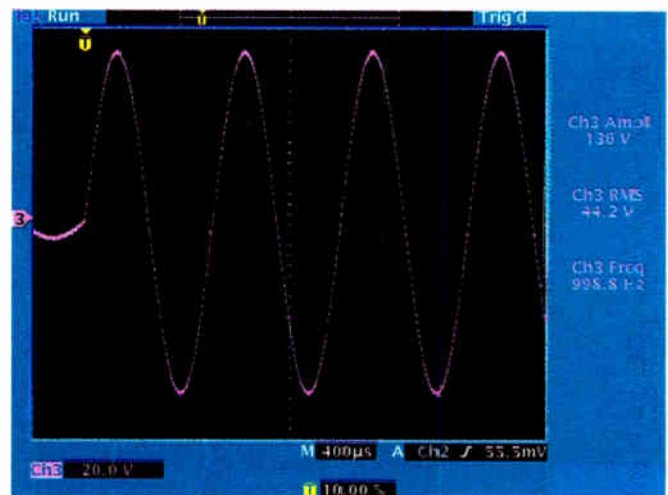 Run Trig'd
Ch3 Ampl
136 V
Ch3 RMS
44.2 V
Ch3 Freq
998.8 Hz
3
M 400µs A Ch2 ʃ 55.5mV
Ch3 20.0 V
10.00 %